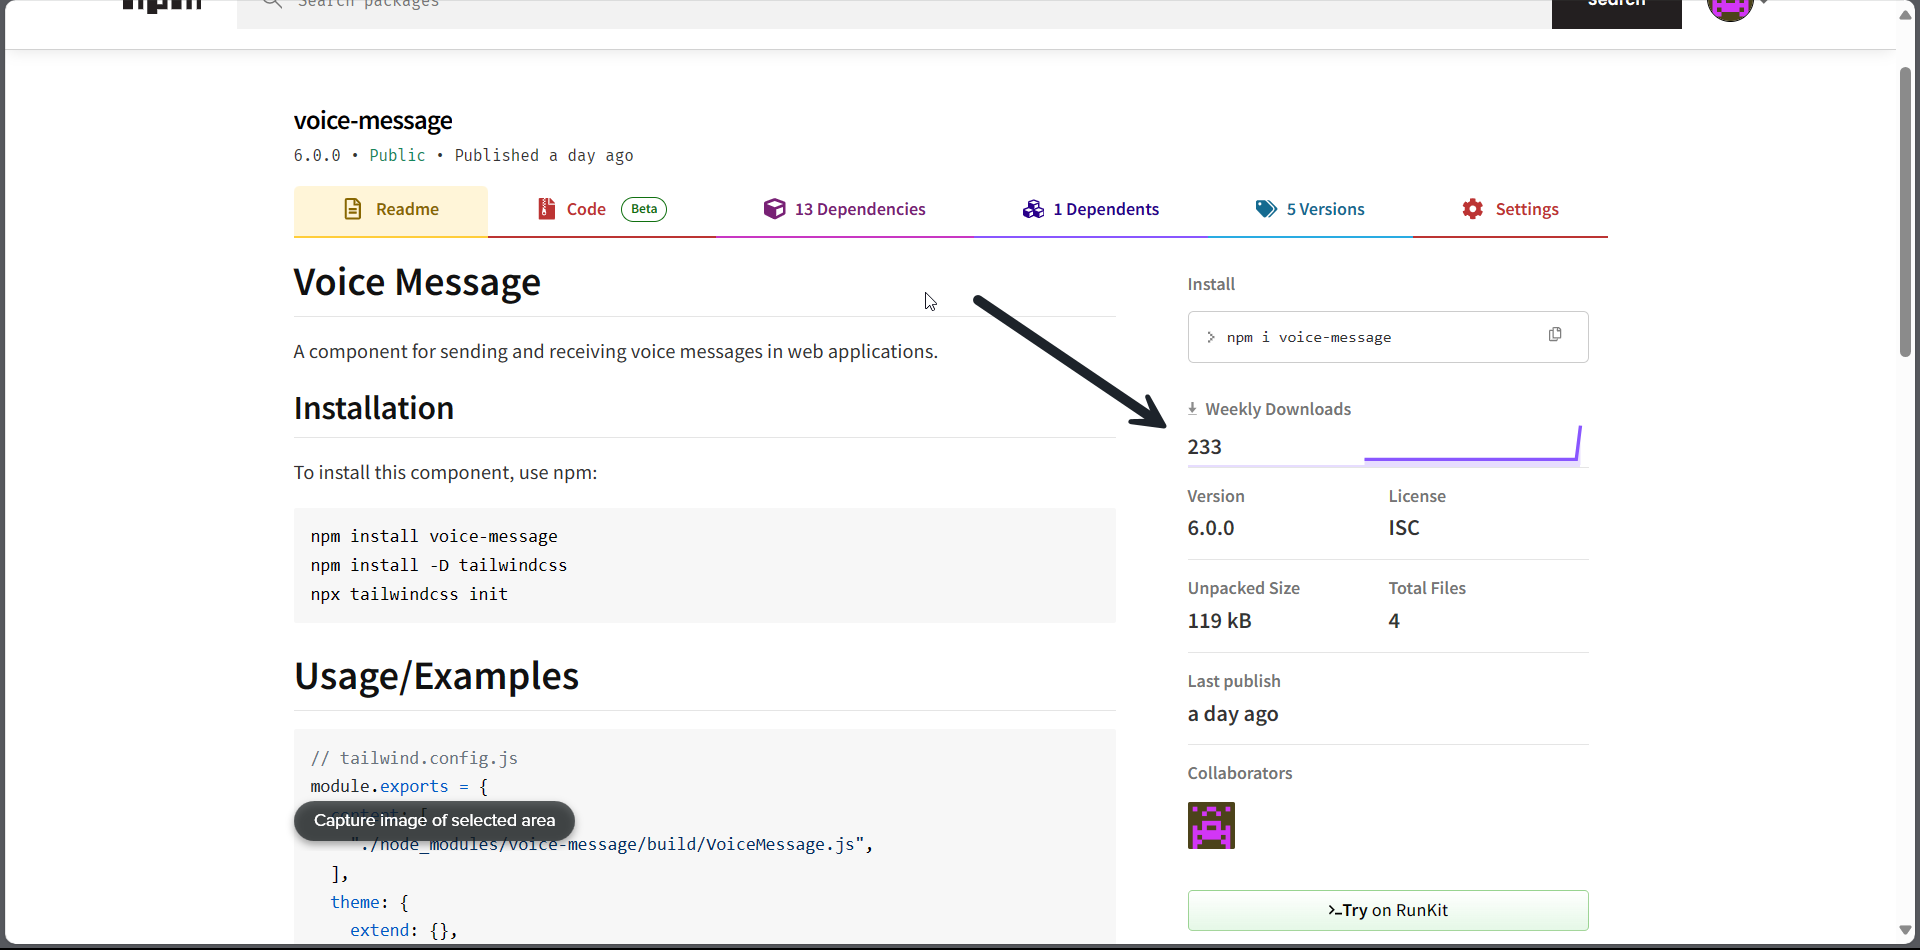 npm
Search packages
Search
voice-message
6.0.0 • Public • Published a day ago
Readme
Code
Beta
13 Dependencies
1 Dependents
5 Versions
Settings
Voice Message
A component for sending and receiving voice messages in web applications.
Installation
To install this component, use npm:
npm install voice-message
npm install -D tailwindcss
npx tailwindcss init
Usage/Examples
// tailwind.config.js
module.exports = {
Capture image of selected area
"./node_modules/voice-message/build/VoiceMessage.js",
],
theme: {
extend: {},
Install
> npm i voice-message
Weekly Downloads
233
Version
6.0.0
License
ISC
Unpacked Size
119 kB
Total Files
4
Last publish
a day ago
Collaborators
>_Try on RunKit